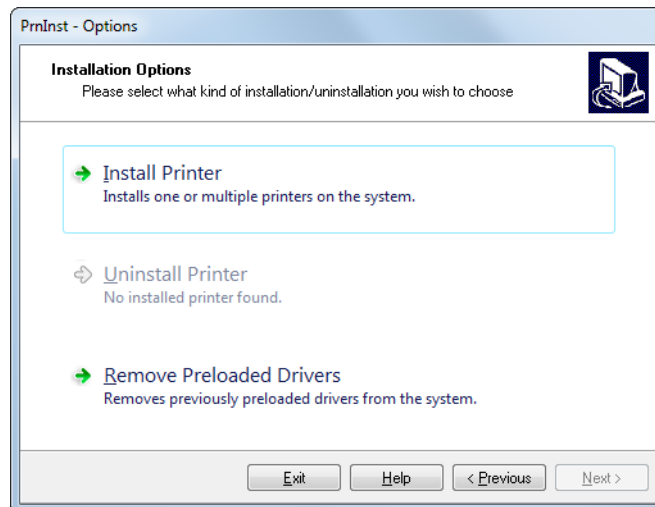 PrnInst - Options
Installation Options
Please select what kind of installation/uninstallation you wish to choose
Install Printer
Installs one or multiple printers on the system.
Uninstall Printer
No installed printer found.
Remove Preloaded Drivers
Removes previously preloaded drivers from the system.
Exit Help < Previous Next >